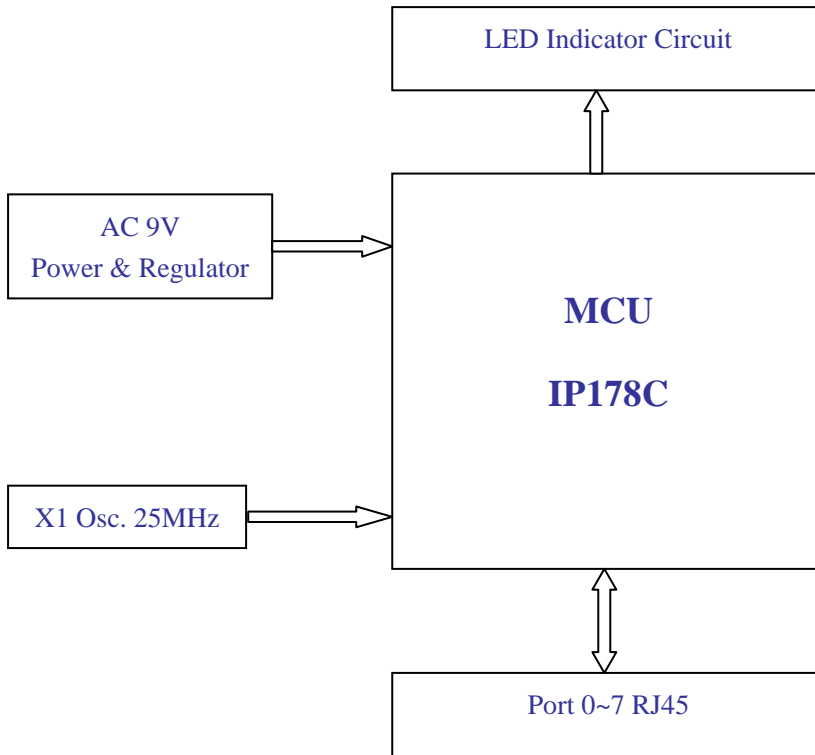 LED Indicator Circuit
AC 9V
Power & Regulator
MCU
IP178C
X1 Osc. 25MHz
Port 0~7 RJ45